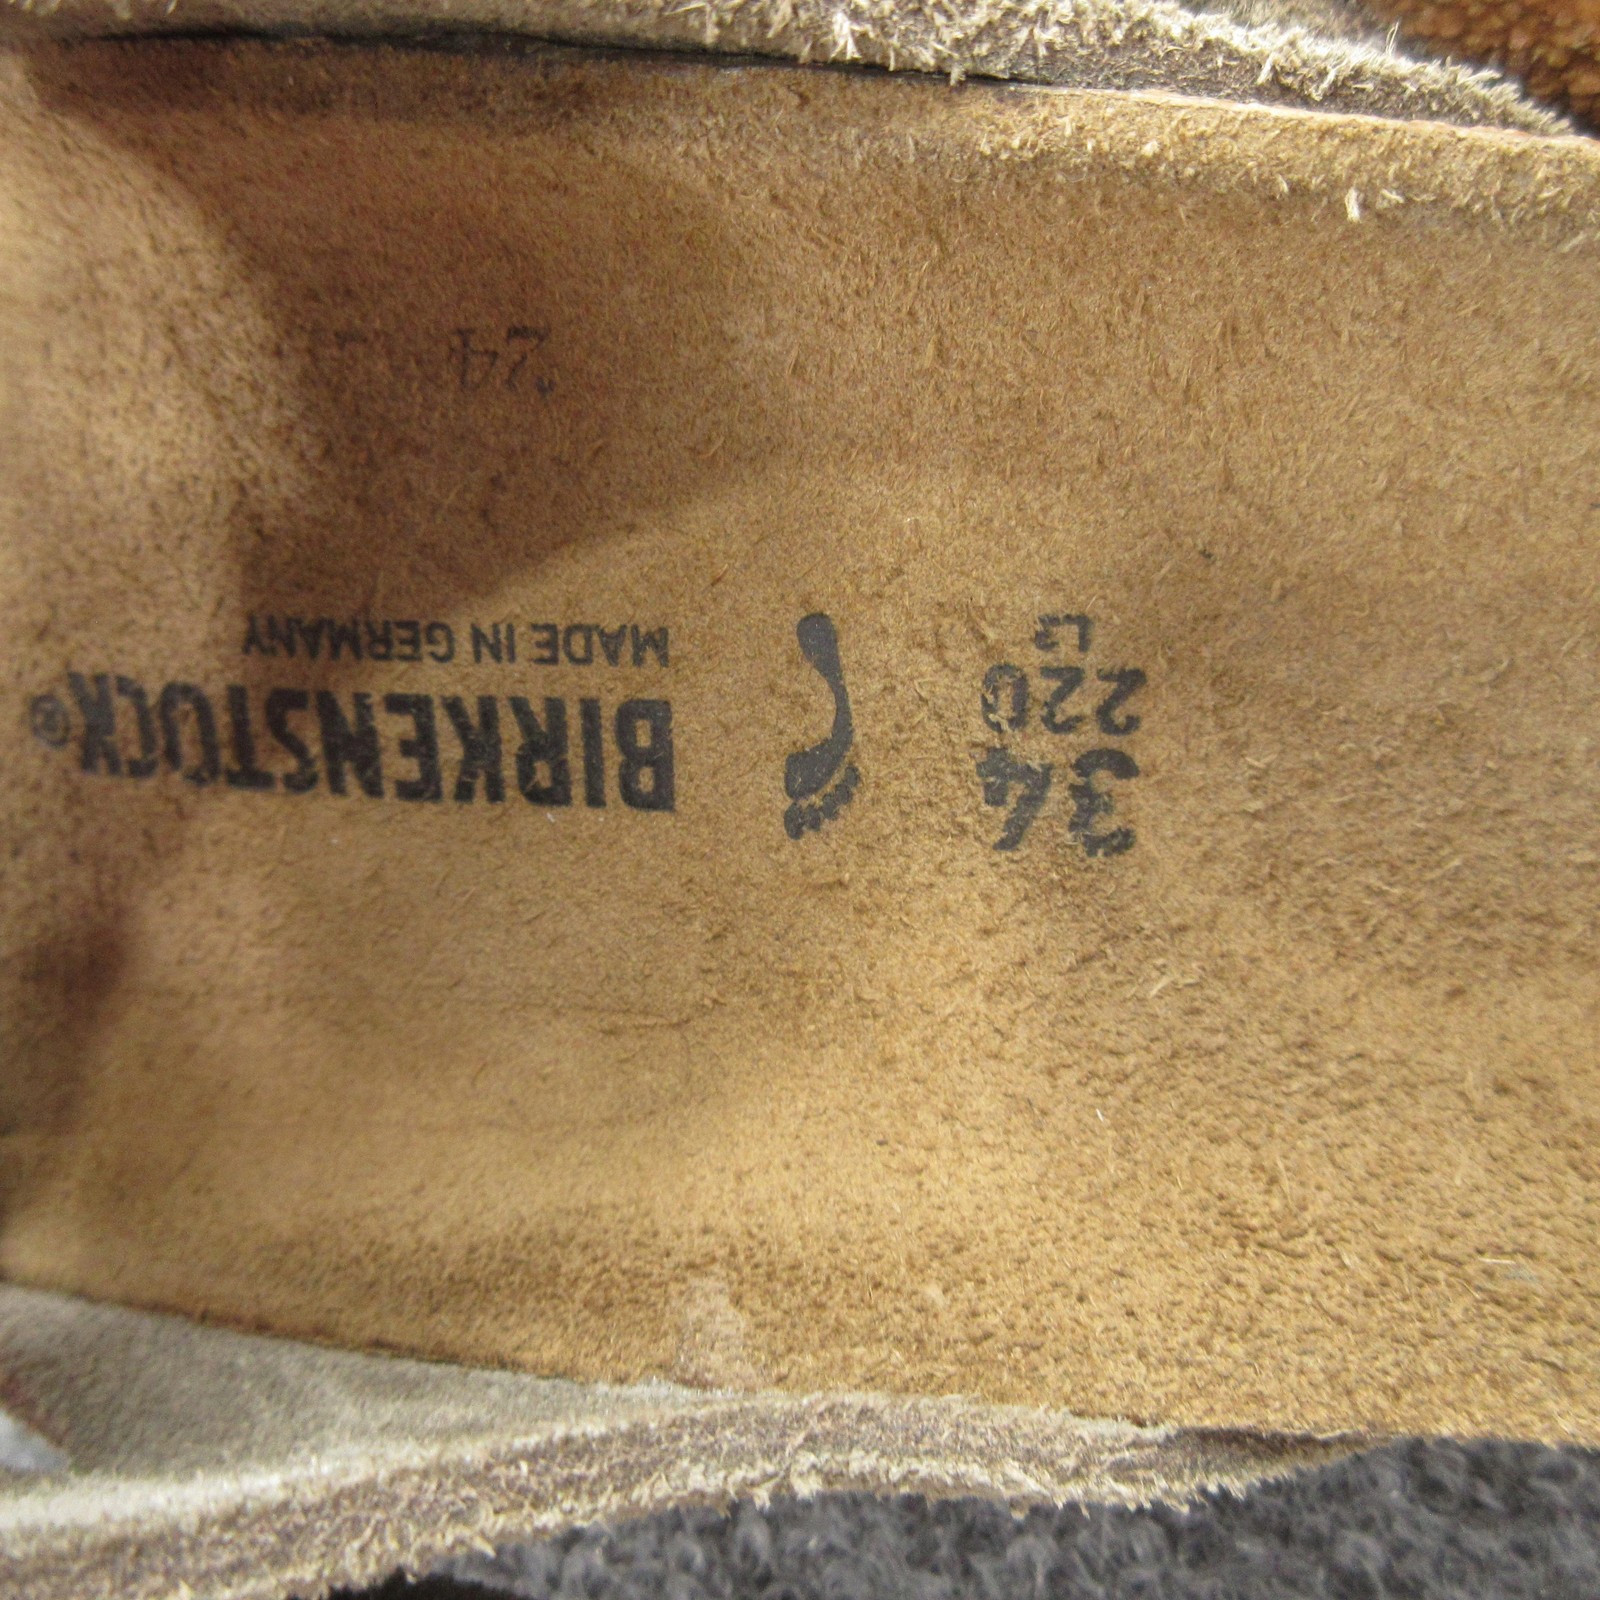 34
220
L3
BIRKENSTOCK®
MADE IN GERMANY
24